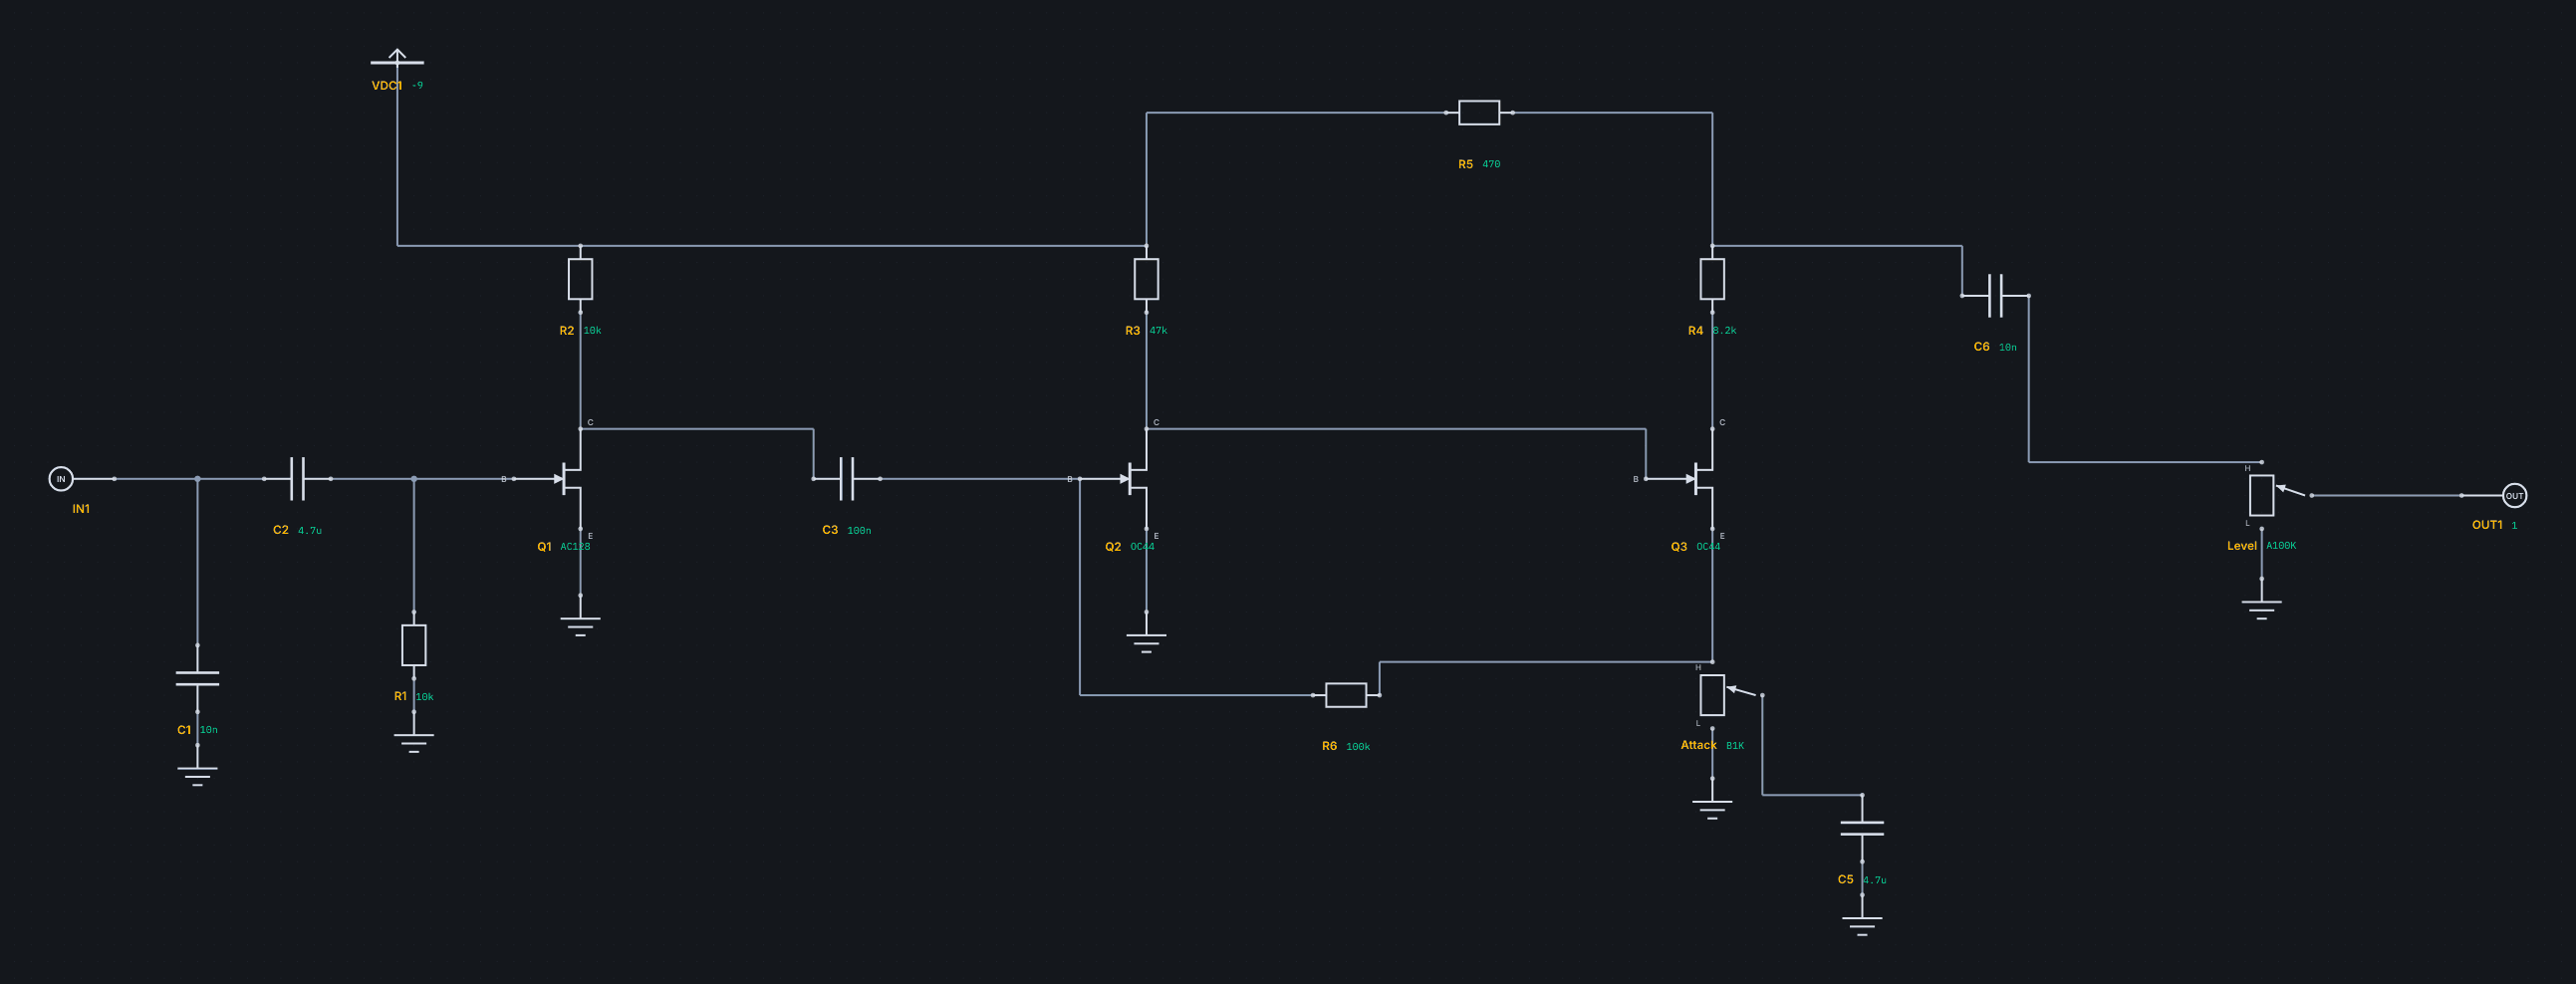 VDC1 -9
R5 470
R2 10k
R3 47k
R4 8.2k
C6 10n
C
C
C
H
IN
B
B
B
OUT
IN1
L
OUT1 1
C2 4.7u
C3 100n
E
E
E
Q1 AC128
Q2 OC44
Q3 OC44
Level A100K
H
R1 10k
L
C1 10n
R6 100k
Attack B1K
C5 4.7u